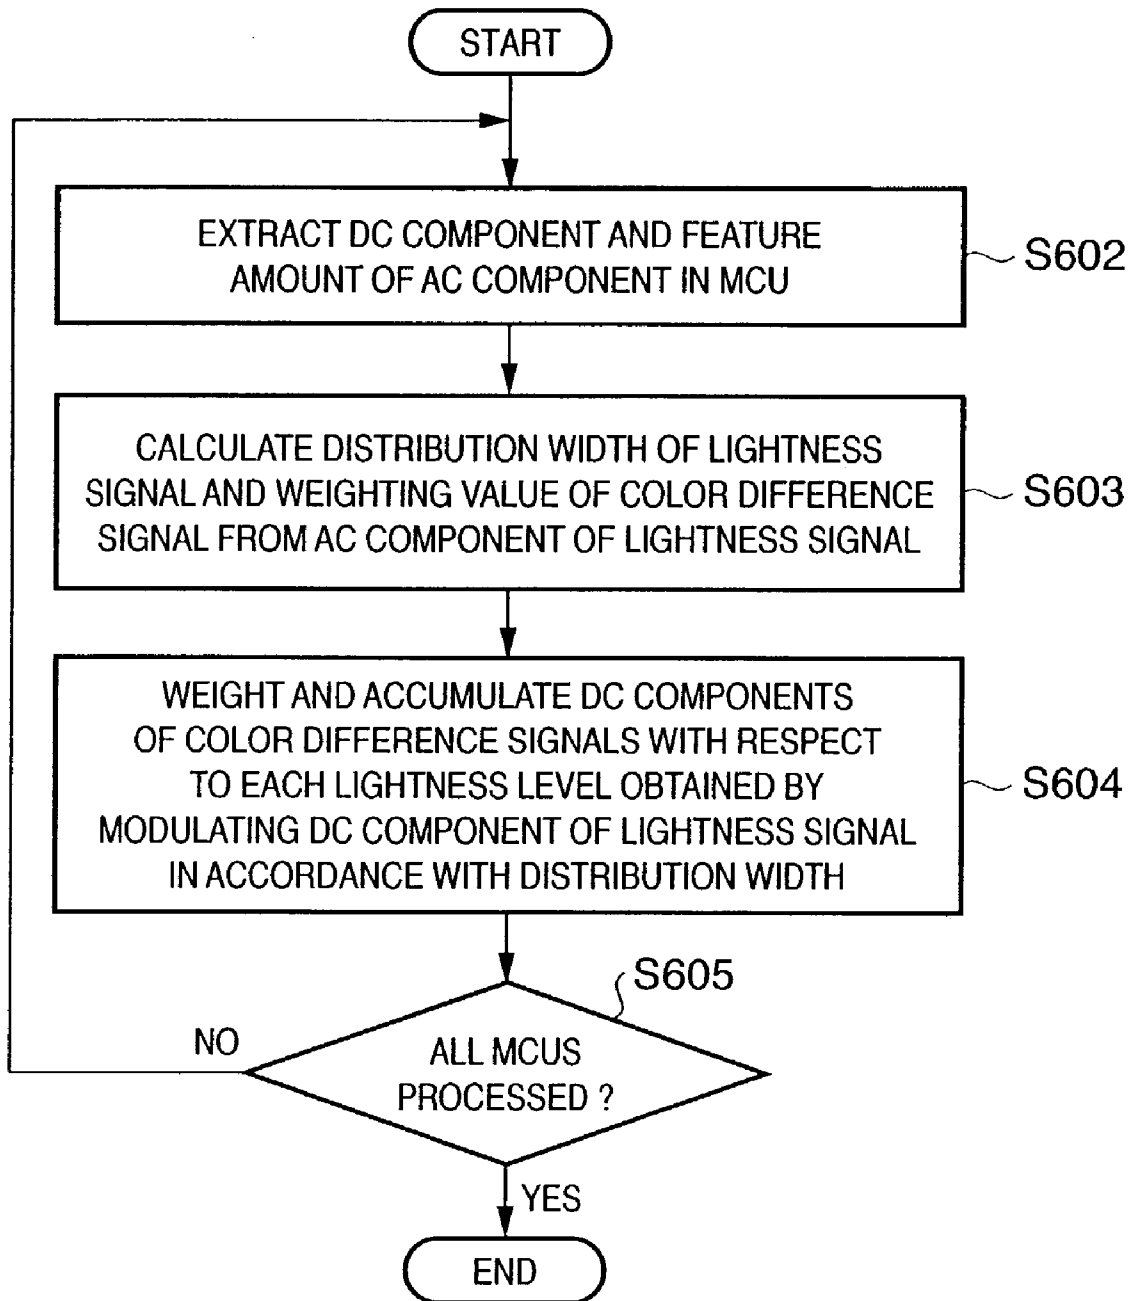 START
EXTRACT DC COMPONENT AND FEATURE
AMOUNT OF AC COMPONENT IN MCU
S602
CALCULATE DISTRIBUTION WIDTH OF LIGHTNESS
SIGNAL AND WEIGHTING VALUE OF COLOR DIFFERENCE
SIGNAL FROM AC COMPONENT OF LIGHTNESS SIGNAL
S603
WEIGHT AND ACCUMULATE DC COMPONENTS
OF COLOR DIFFERENCE SIGNALS WITH RESPECT
TO EACH LIGHTNESS LEVEL OBTAINED BY
MODULATING DC COMPONENT OF LIGHTNESS SIGNAL
IN ACCORDANCE WITH DISTRIBUTION WIDTH
S604
S605
NO
ALL MCUS
PROCESSED ?
YES
END